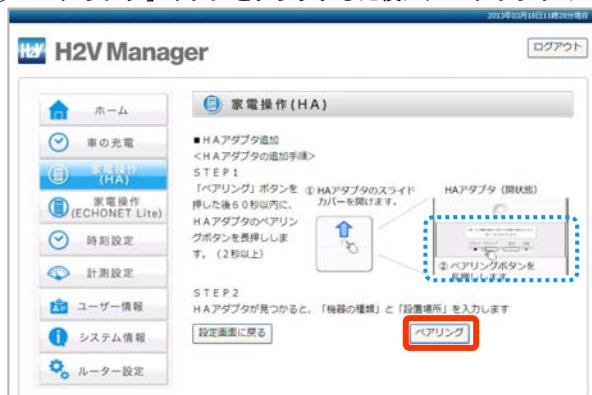 2013年03月18日11時28分現在
H2V H2V Manager
ログアウト
ホーム
車の充電
家電操作
(HA)
家電操作
(ECHONET Lite)
時刻設定
計測設定
ユーザー情報
システム情報
ルーター設定
家電操作(HA)
■HAアダプタ追加
<HAアダプタの追加手順>
STEP1
「ペアリング」ボタンを
押した後60秒以内に、
HAアダプタのペアリン
グボタンを長押ししま
す。（2秒以上）
①HAアダプタのスライド
カバーを開けます。
HAアダプタ（開状態）
②ペアリングボタンを
長押しします
STEP2
HAアダプタが見つかると、「機器の種類」と「設置場所」を入力します
設定画面に戻る
ペアリング